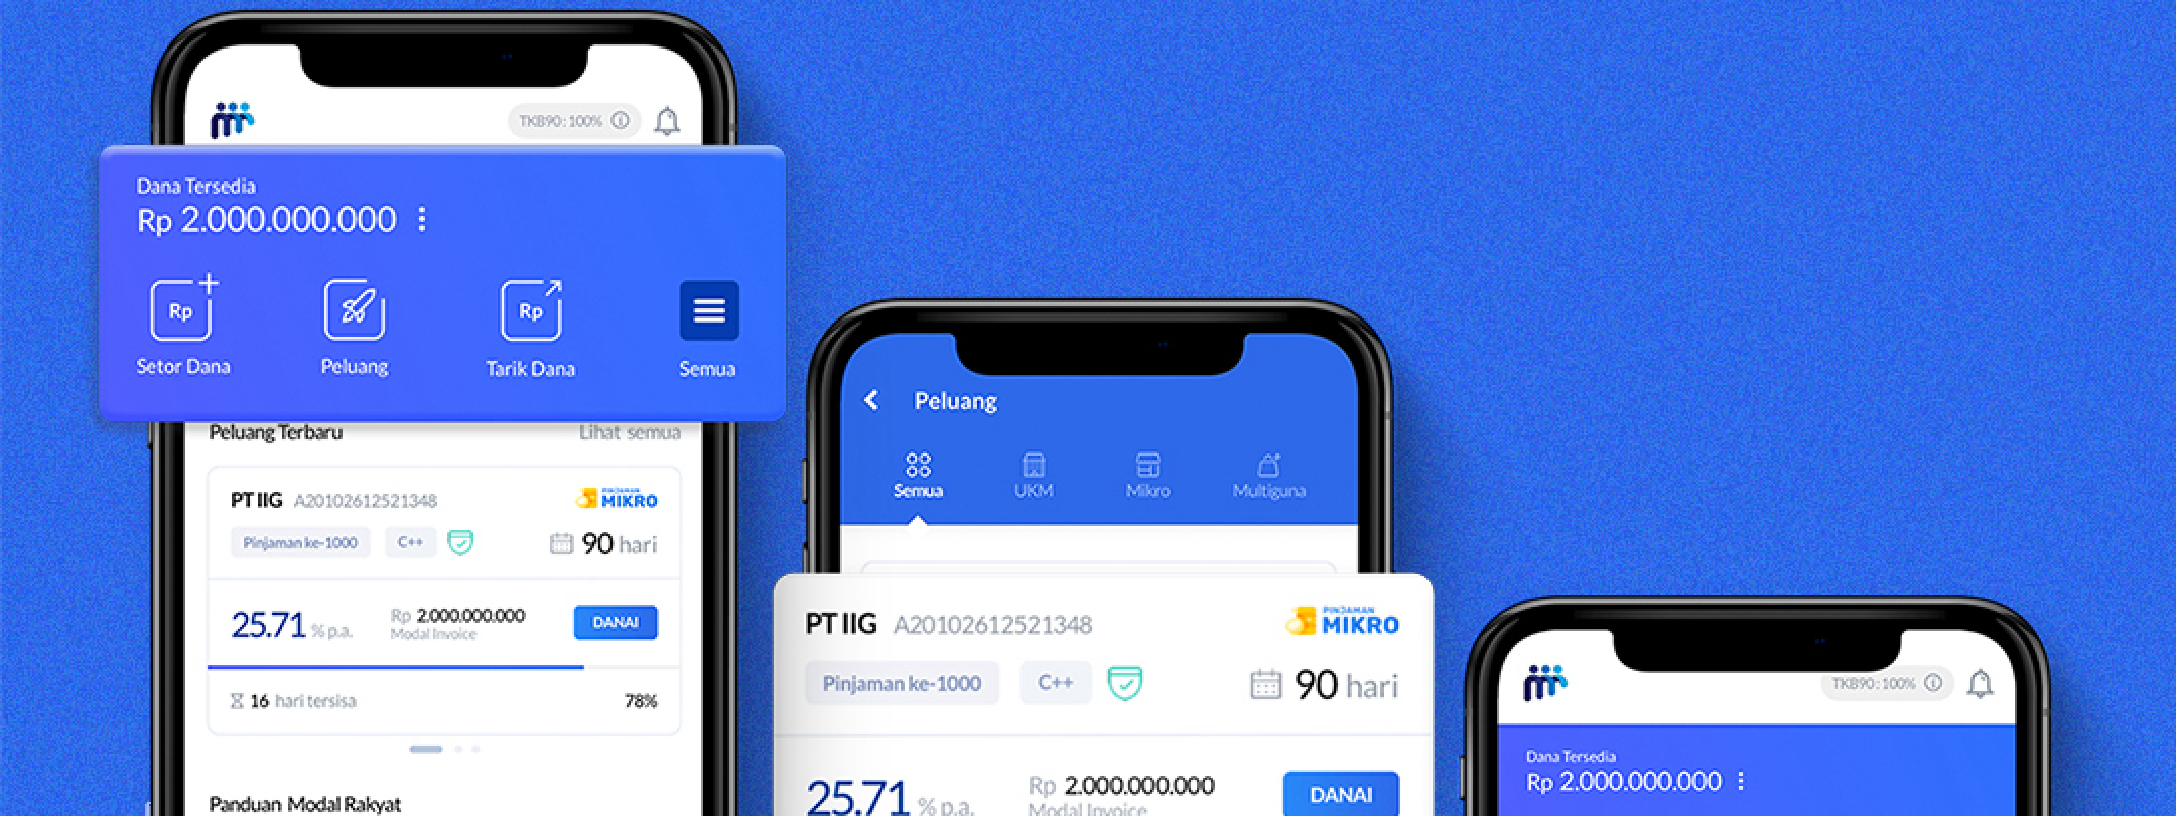 TKB90:100%
Dana Tersedia
Rp 2.000.000.000
Rp
Rp
Setor Dana
Peluang
Tarik Dana
Semua
Peluang Terbaru
Lihat semua
PT IIG A20102612521348
PINJAMAN
MIKRO
Pinjaman ke-1000
C++
90 hari
25.71 % p.a.
Rp 2.000.000.000
Modal Invoice
DANAI
16 hari tersisa
78%
Panduan Modal Rakyat
Peluang
Semua
UKM
Mikro
Multiguna
PT IIG A20102612521348
PINJAMAN
MIKRO
Pinjaman ke-1000
C++
90 hari
25.71 % p.a.
Rp 2.000.000.000
Modal Invoice
DANAI
TKB90:100%
Dana Tersedia
Rp 2.000.000.000